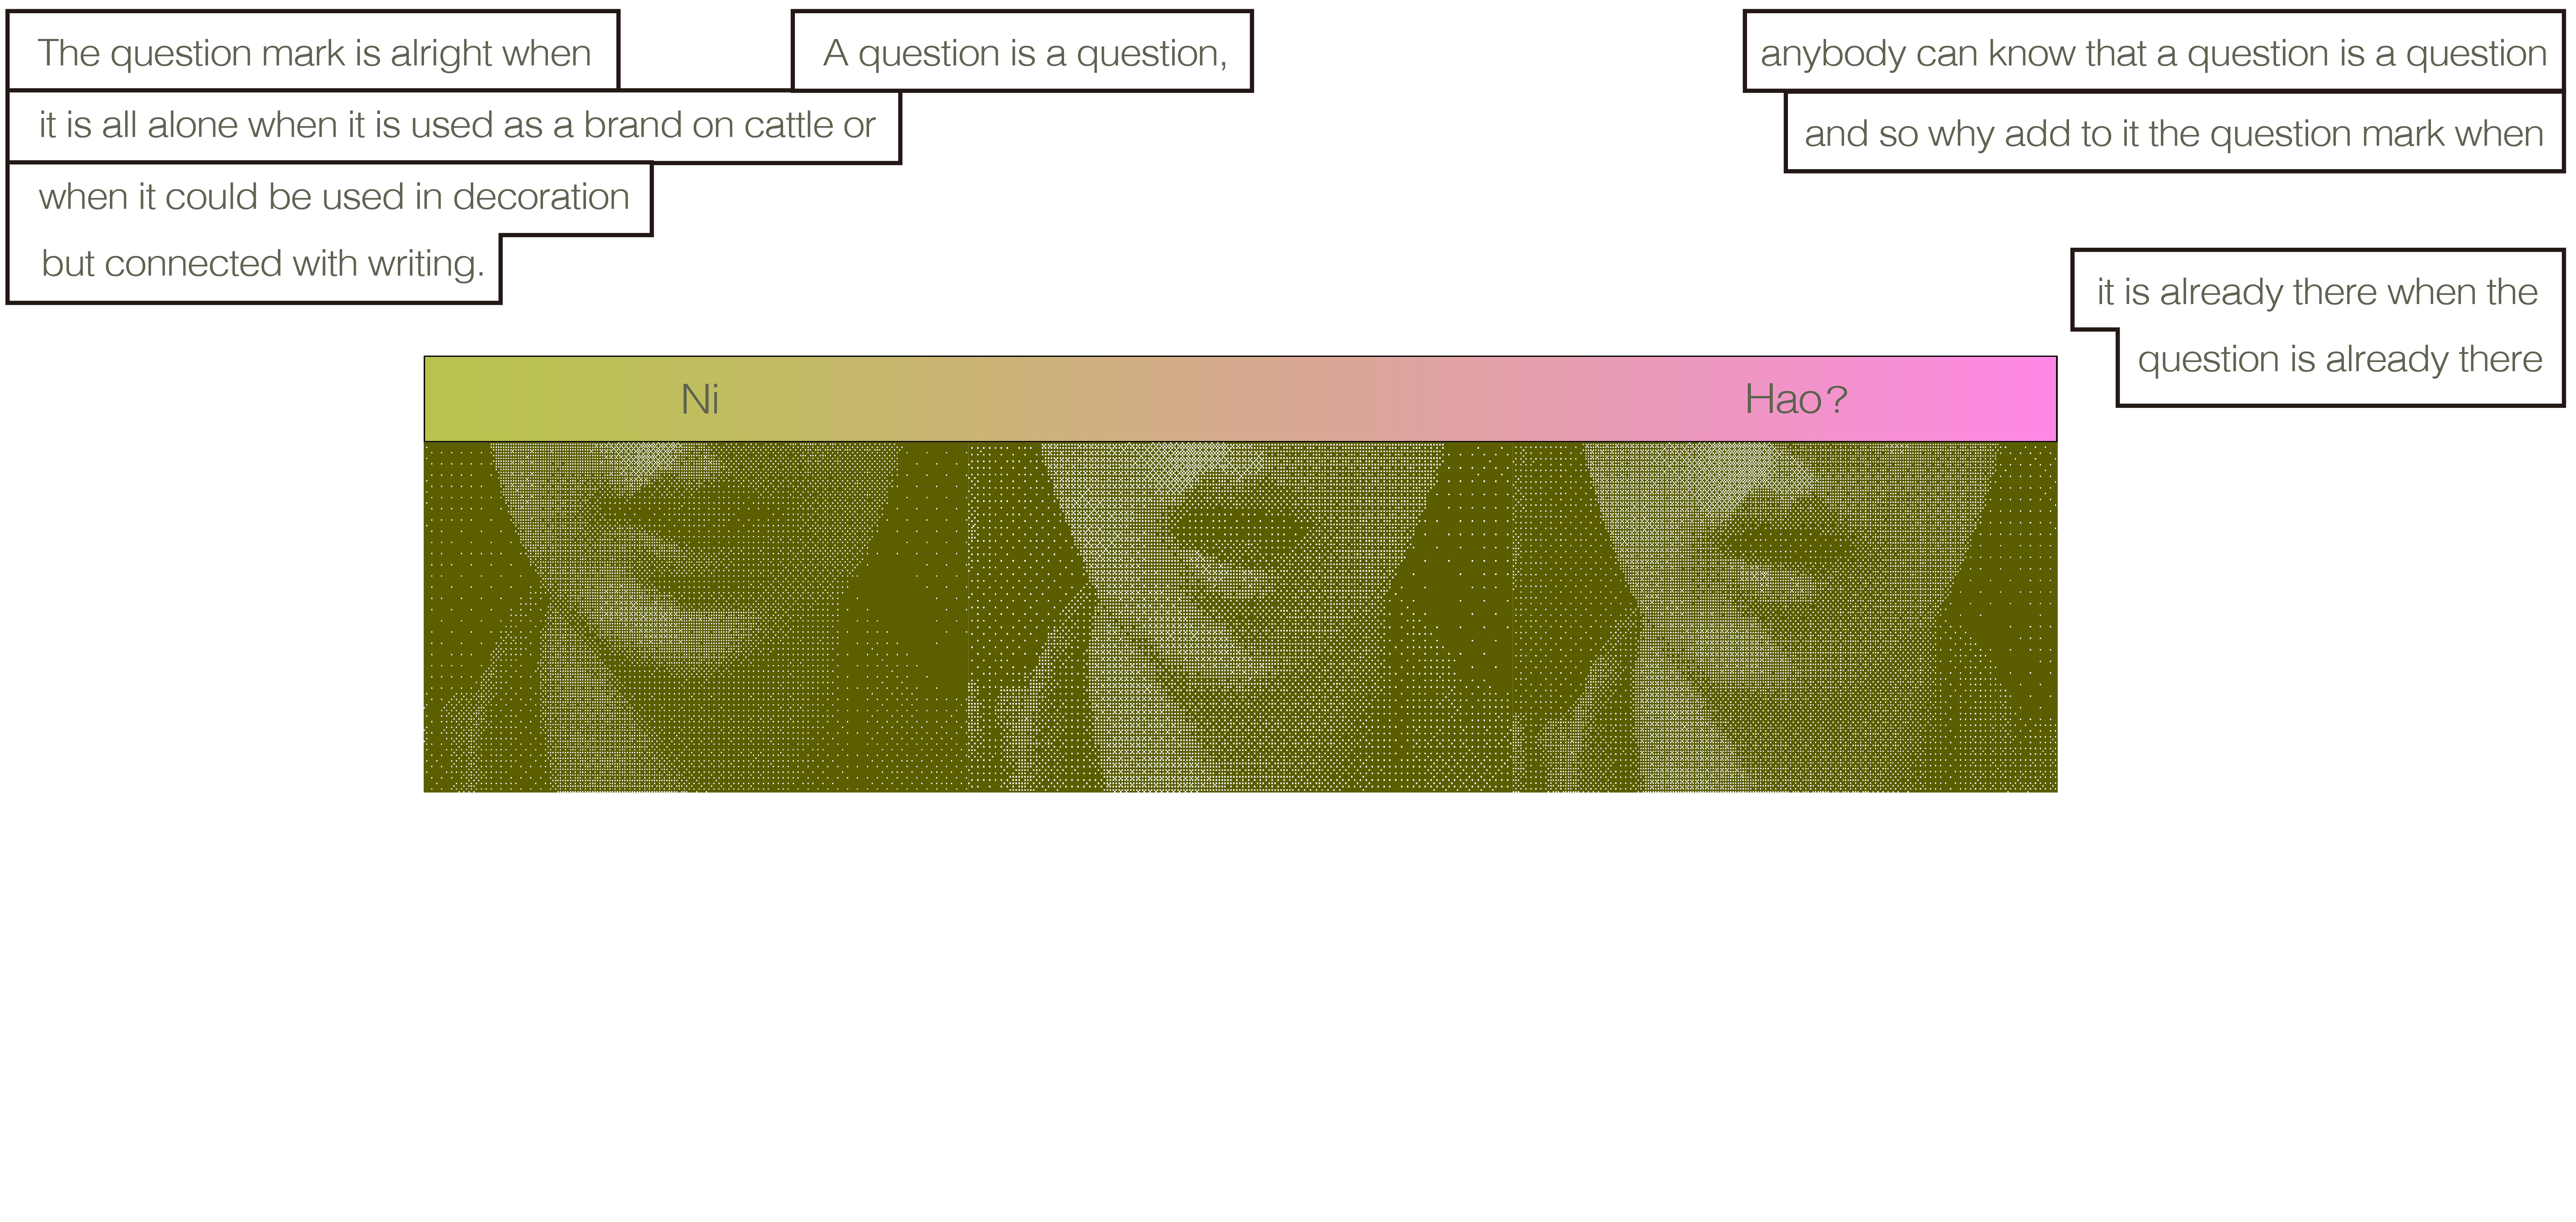 The question mark is alright when
it is all alone when it is used as a brand on cattle or
when it could be used in decoration
but connected with writing.
A question is a question,
anybody can know that a question is a question
and so why add to it the question mark when
it is already there when the
question is already there
Ni Hao?